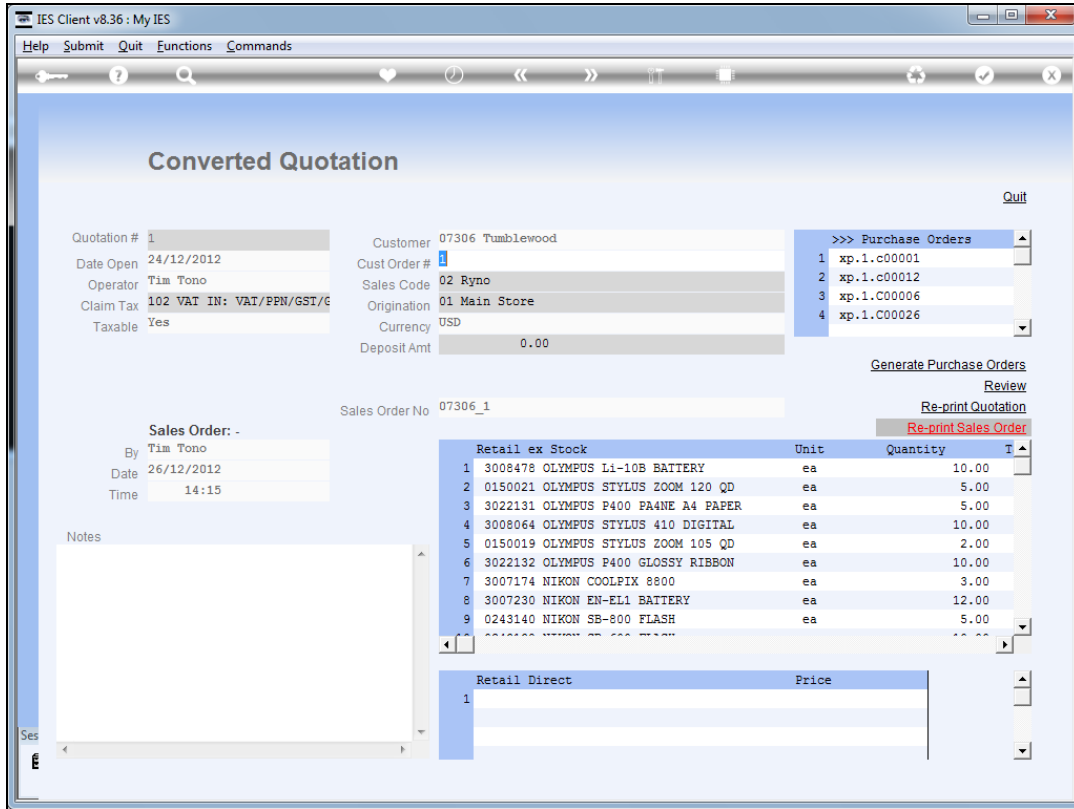 IES Client v8.36 : My IES
Help Submit Quit Functions Commands
Converted Quotation
Quit
Quotation # 1
Date Open 24/12/2012
Operator Tim Tono
Claim Tax 102 VAT IN: VAT/PPN/GST/G
Taxable Yes
Customer 07306 Tumblewood
Cust Order # 1
Sales Code 02 Ryno
Origination 01 Main Store
Currency USD
Deposit Amt 0.00
>>> Purchase Orders
1 xp.1.c00001
2 xp.1.c00012
3 xp.1.C00006
4 xp.1.C00026
Generate Purchase Orders
Review
Re-print Quotation
Re-print Sales Order
Sales Order No 07306_1
Sales Order: -
By Tim Tono
Date 26/12/2012
Time 14:15
Notes
Retail ex Stock Unit Quantity T
1 3008478 OLYMPUS Li-10B BATTERY ea 10.00
2 0150021 OLYMPUS STYLUS ZOOM 120 QD ea 5.00
3 3022131 OLYMPUS P400 PA4NE A4 PAPER ea 5.00
4 3008064 OLYMPUS STYLUS 410 DIGITAL ea 10.00
5 0150019 OLYMPUS STYLUS ZOOM 105 QD ea 2.00
6 3022132 OLYMPUS P400 GLOSSY RIBBON ea 10.00
7 3007174 NIKON COOLPIX 8800 ea 3.00
8 3007230 NIKON EN-EL1 BATTERY ea 12.00
9 0243140 NIKON SB-800 FLASH ea 5.00
Retail Direct Price
1
Ses